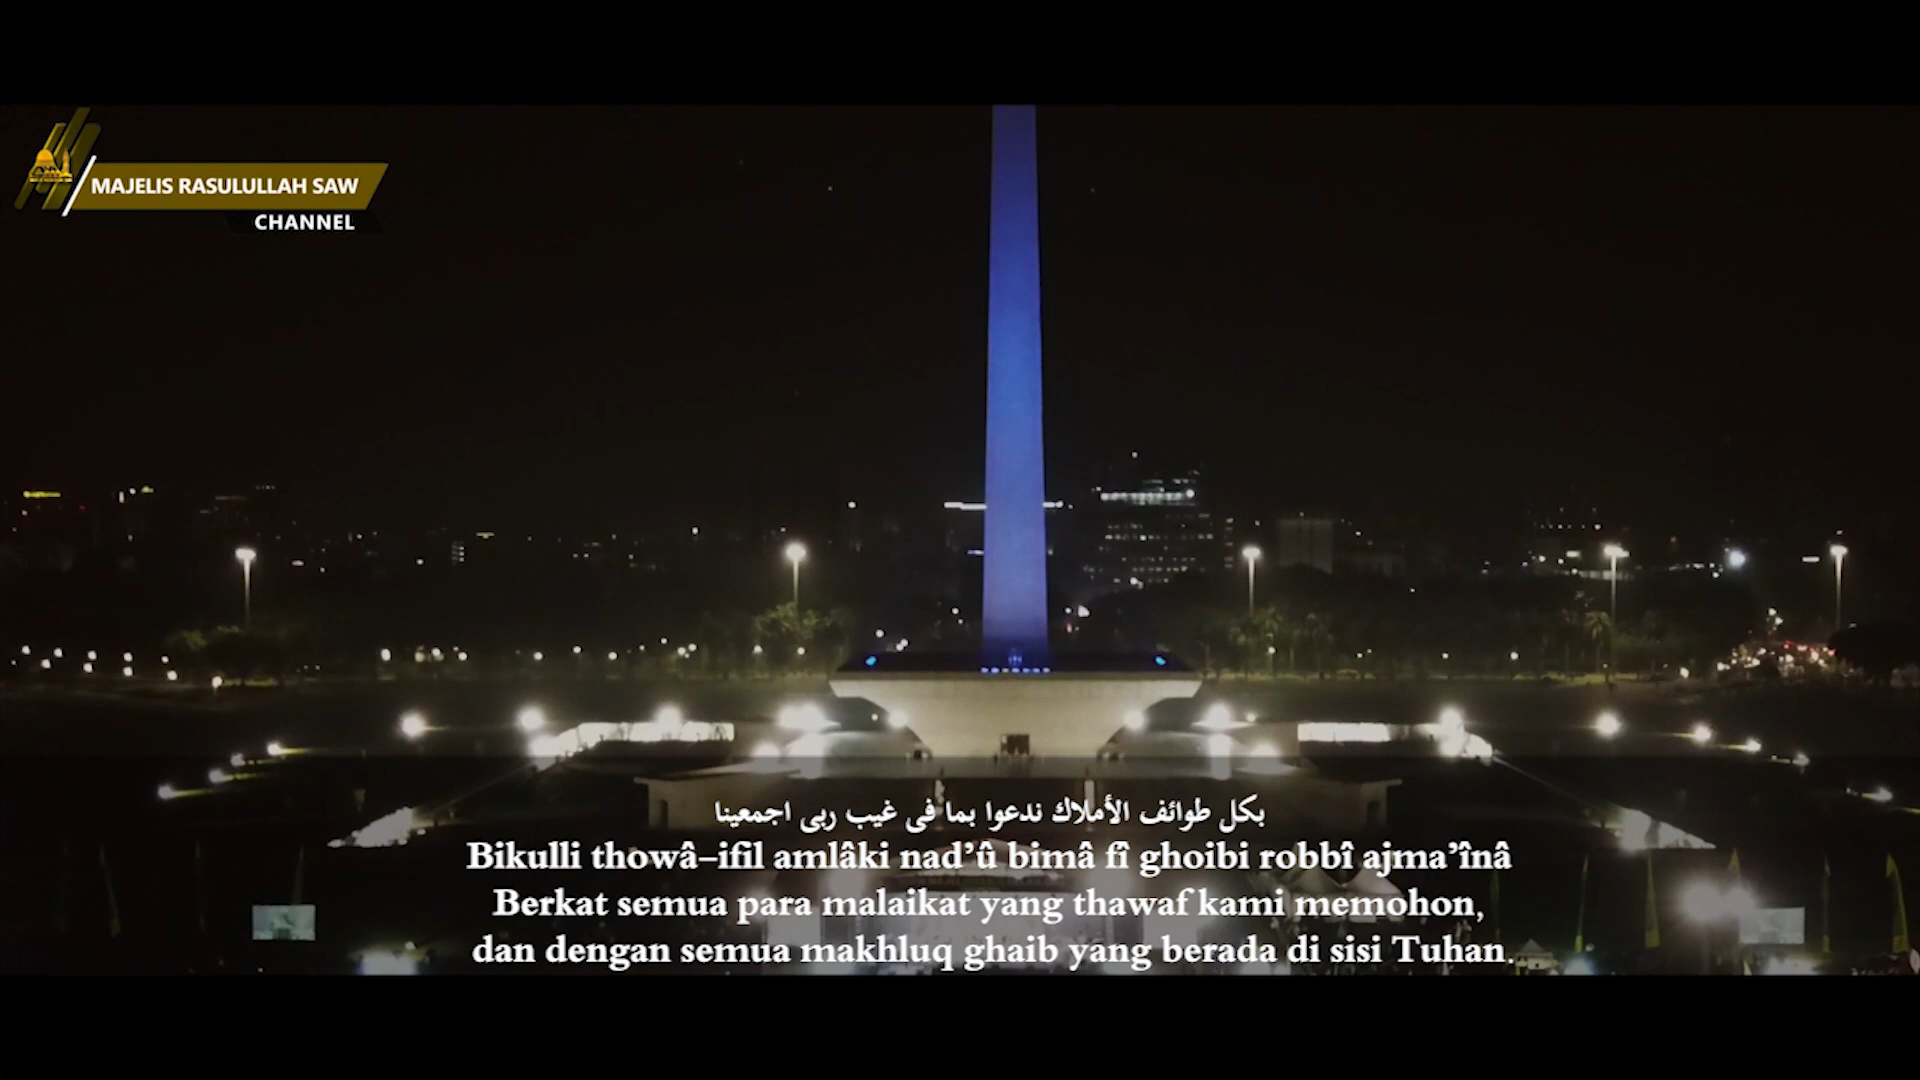 MAJELIS RASULULLAH SAW
CHANNEL
بكل طوائف الأملاك ندعوا بما فى غيب ربى اجمعينا
Bikulli thowâ–ifil amlâki nad’û bimâ fî ghoibi robbî ajma’înâ
Berkat semua para malaikat yang thawaf kami memohon,
dan dengan semua makhluq ghaib yang berada di sisi Tuhan.